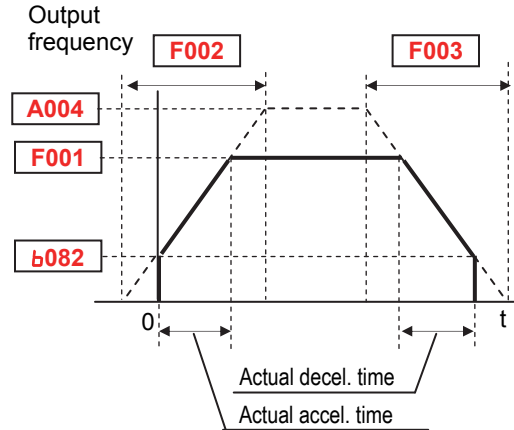 Output
frequency
F002
F003
A004
F001
b082
0
t
Actual decel. time
Actual accel. time